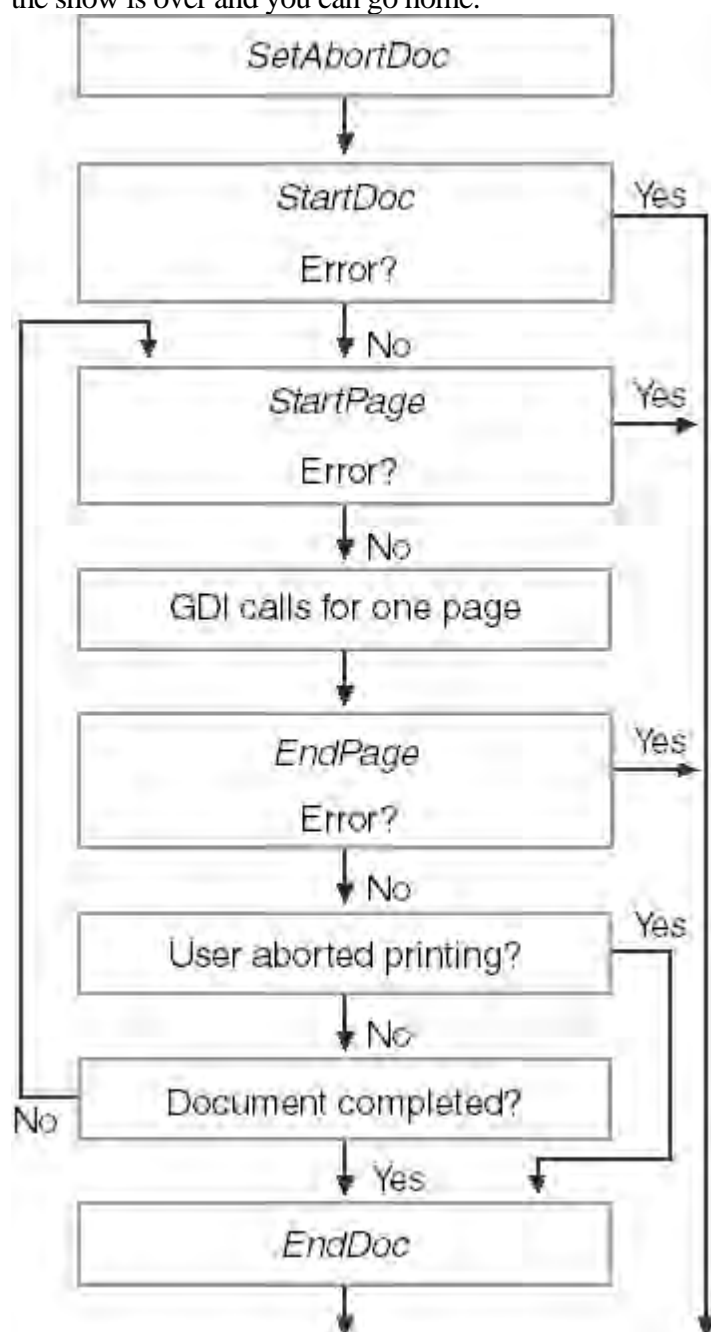 the show is over and you can go home.
SetAbortDoc
StartDoc
Yes
Error?
No
StartPage
Yes
Error?
No
GDI calls for one page
EndPage
Yes
Error?
No
Yes
User aborted printing?
No
Document completed?
No
Yes
EndDoc